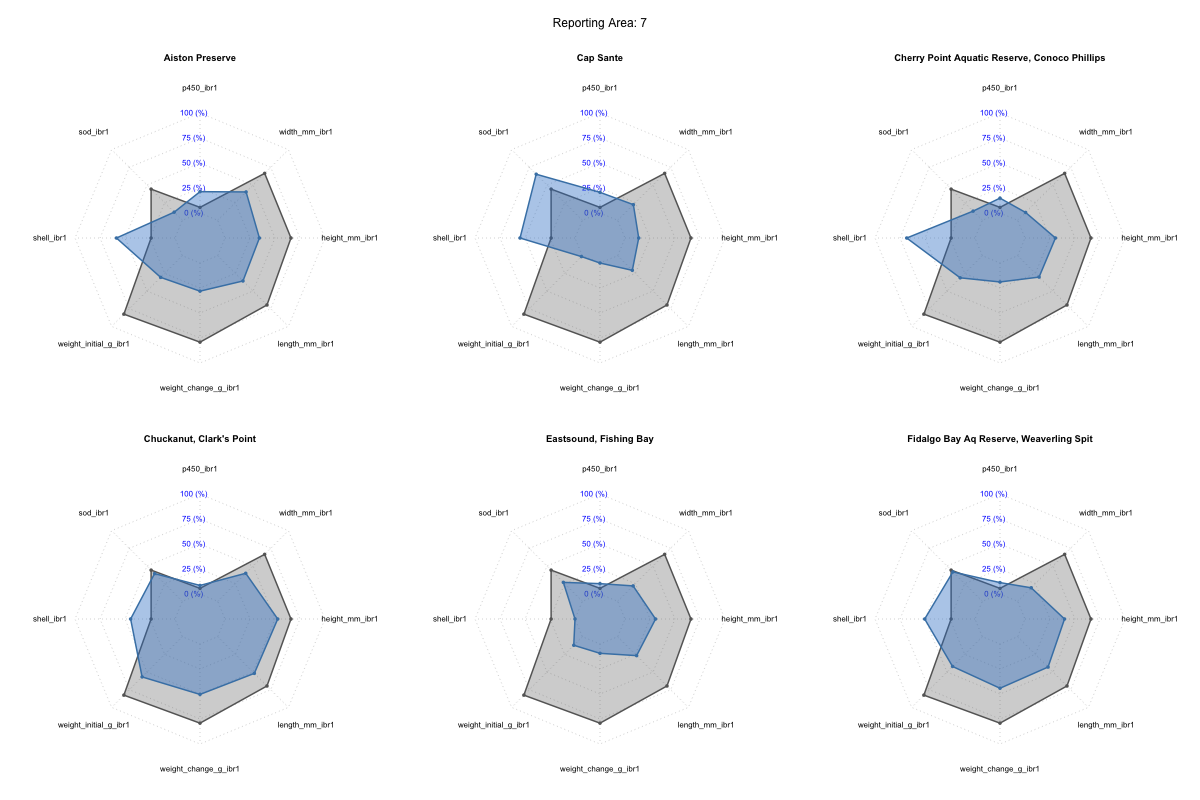 Reporting Area: 7
Aiston Preserve
p450_ibr1
100 (%)
sod_ibr1
width_mm_ibr1
75 (%)
50 (%)
25 (%)
0 (%)
shell_ibr1
height_mm_ibr1
weight_initial_g_ibr1
length_mm_ibr1
weight_change_g_ibr1
Cap Sante
p450_ibr1
100 (%)
sod_ibr1
width_mm_ibr1
75 (%)
50 (%)
25 (%)
0 (%)
shell_ibr1
height_mm_ibr1
weight_initial_g_ibr1
length_mm_ibr1
weight_change_g_ibr1
Cherry Point Aquatic Reserve, Conoco Phillips
p450_ibr1
100 (%)
sod_ibr1
width_mm_ibr1
75 (%)
50 (%)
25 (%)
0 (%)
shell_ibr1
height_mm_ibr1
weight_initial_g_ibr1
length_mm_ibr1
weight_change_g_ibr1
Chuckanut, Clark's Point
p450_ibr1
100 (%)
sod_ibr1
width_mm_ibr1
75 (%)
50 (%)
25 (%)
0 (%)
shell_ibr1
height_mm_ibr1
weight_initial_g_ibr1
length_mm_ibr1
weight_change_g_ibr1
Eastsound, Fishing Bay
p450_ibr1
100 (%)
sod_ibr1
width_mm_ibr1
75 (%)
50 (%)
25 (%)
0 (%)
shell_ibr1
height_mm_ibr1
weight_initial_g_ibr1
length_mm_ibr1
weight_change_g_ibr1
Fidalgo Bay Aq Reserve, Weaverling Spit
p450_ibr1
100 (%)
sod_ibr1
width_mm_ibr1
75 (%)
50 (%)
25 (%)
0 (%)
shell_ibr1
height_mm_ibr1
weight_initial_g_ibr1
length_mm_ibr1
weight_change_g_ibr1